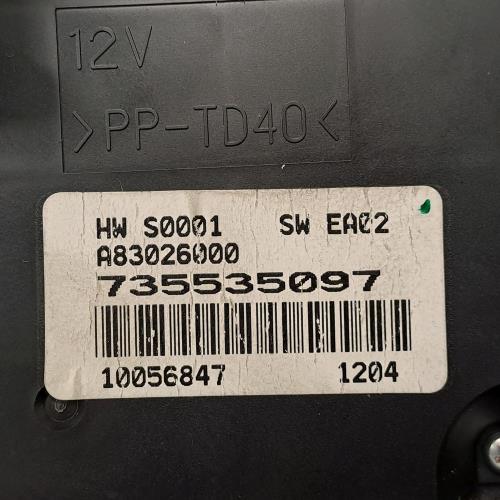 12V
>PP-TD40<
HW S0001 SW EA02
A83026000
735535097
10056847 1204